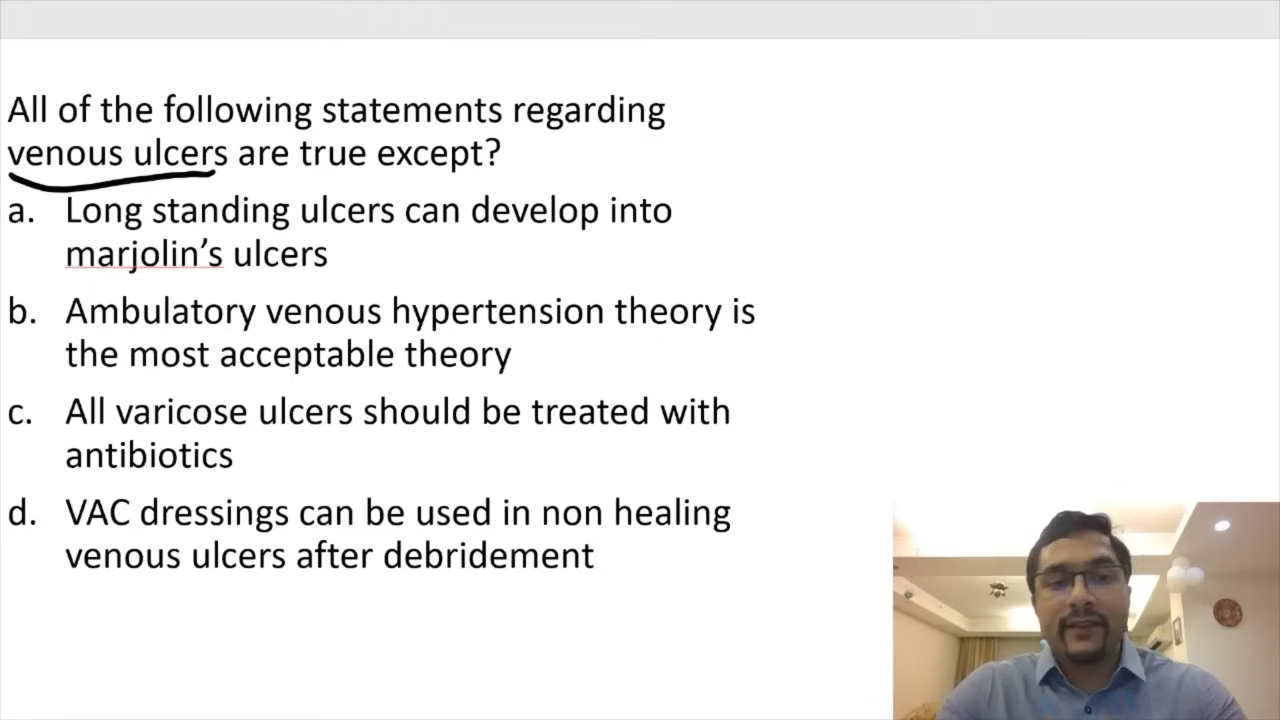 All of the following statements regarding
venous ulcers are true except?
a. Long standing ulcers can develop into
marjolin’s ulcers
b. Ambulatory venous hypertension theory is
the most acceptable theory
c. All varicose ulcers should be treated with
antibiotics
d. VAC dressings can be used in non healing
venous ulcers after debridement